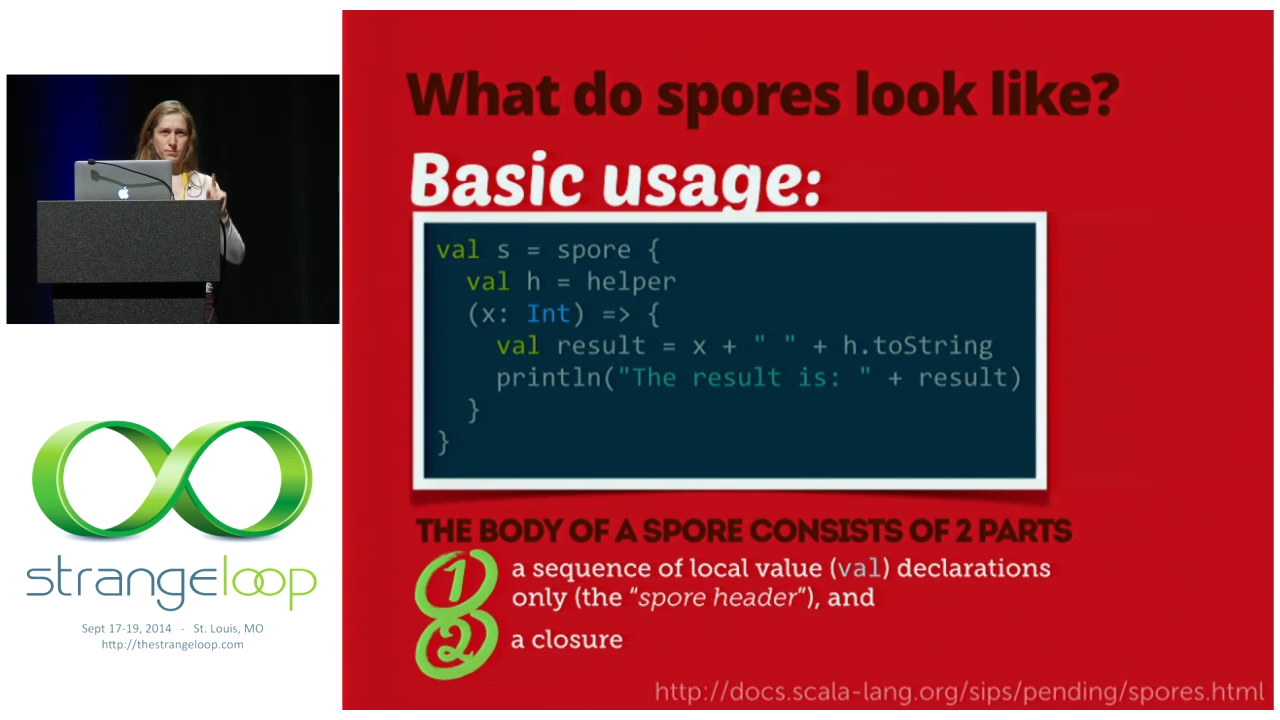 What do spores look like?
Basic usage:
val s = spore {
  val h = helper
  (x: Int) => {
    val result = x + " " + h.toString
    println("The result is: " + result)
  }
}
THE BODY OF A SPORE CONSISTS OF 2 PARTS
1 a sequence of local value (val) declarations
only (the “spore header”), and
2 a closure
http://docs.scala-lang.org/sips/pending/spores.html
strangeloop
Sept 17-19, 2014 - St. Louis, MO
http://thestrangeloop.com